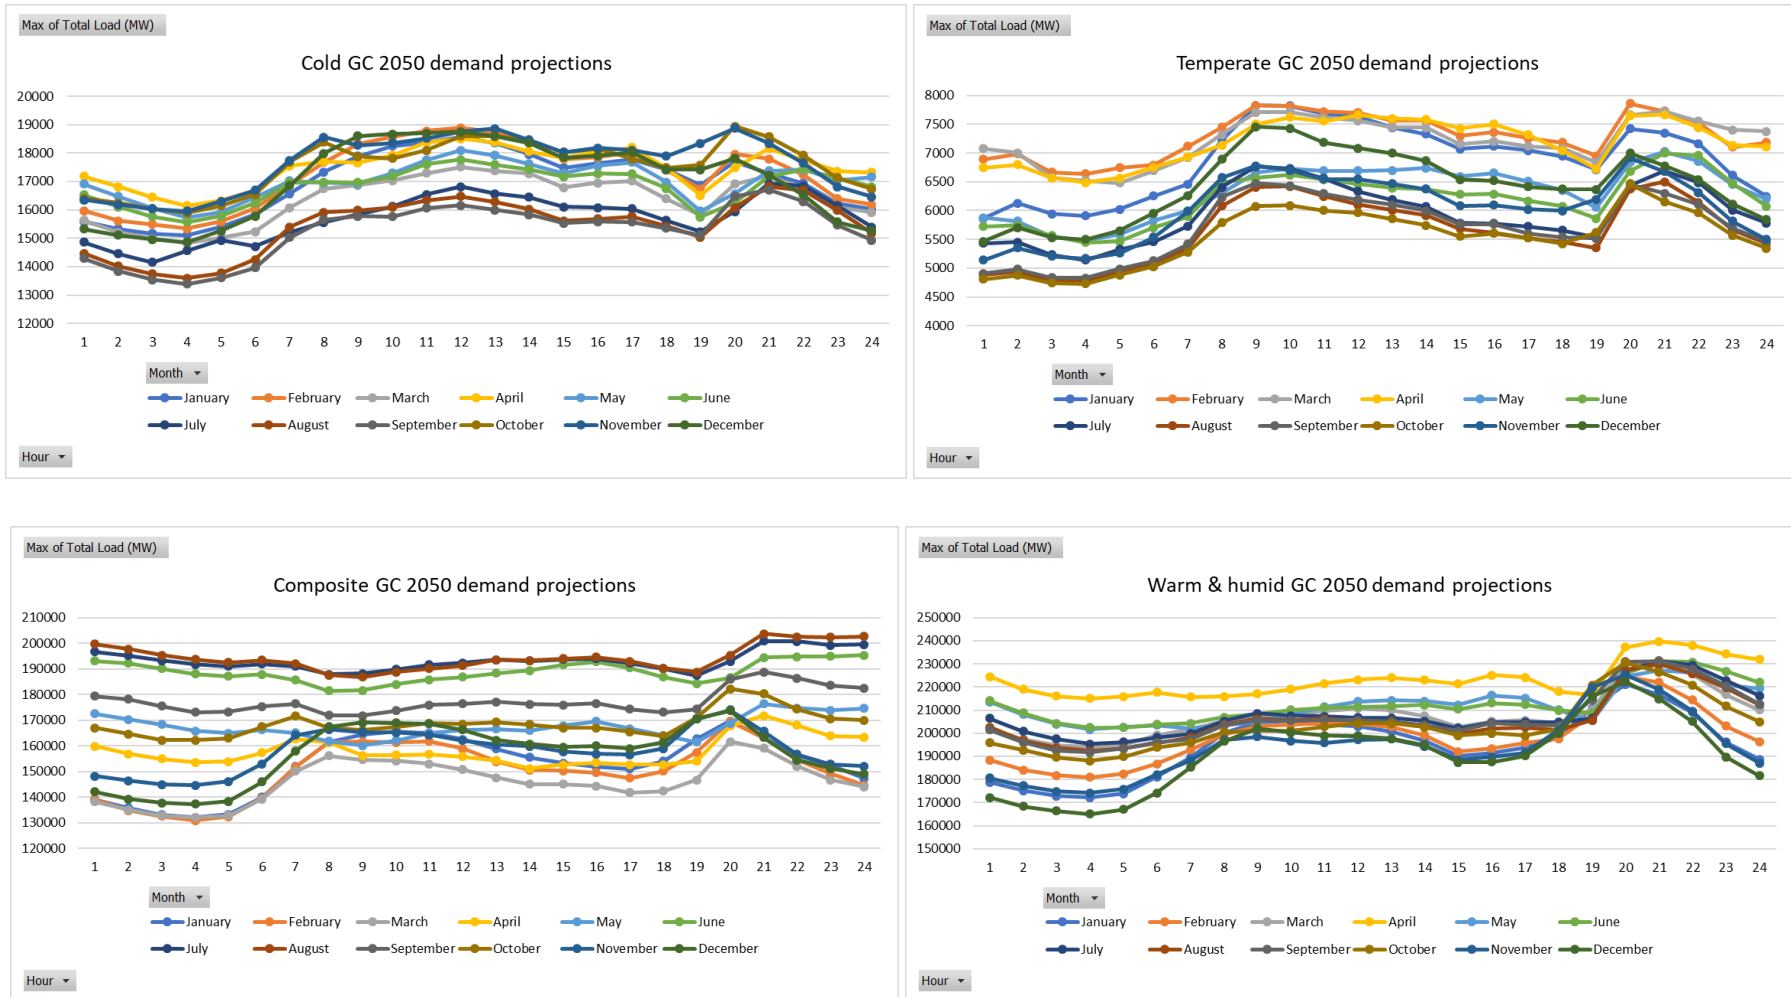 Max of Total Load (MW)
Cold GC 2050 demand projections
20000
19000
18000
17000
16000
15000
14000
13000
12000
1 2 3 4 5 6 7 8 9 10 11 12 13 14 15 16 17 18 19 20 21 22 23 24
Month
January February March April May June
July August September October November December
Hour
Max of Total Load (MW)
Temperate GC 2050 demand projections
8000
7500
7000
6500
6000
5500
5000
4500
4000
1 2 3 4 5 6 7 8 9 10 11 12 13 14 15 16 17 18 19 20 21 22 23 24
Month
January February March April May June
July August September October November December
Hour
Max of Total Load (MW)
Composite GC 2050 demand projections
210000
200000
190000
180000
170000
160000
150000
140000
130000
120000
1 2 3 4 5 6 7 8 9 10 11 12 13 14 15 16 17 18 19 20 21 22 23 24
Month
January February March April May June
July August September October November December
Hour
Max of Total Load (MW)
Warm & humid GC 2050 demand projections
250000
240000
230000
220000
210000
200000
190000
180000
170000
160000
150000
1 2 3 4 5 6 7 8 9 10 11 12 13 14 15 16 17 18 19 20 21 22 23 24
Month
January February March April May June
July August September October November December
Hour